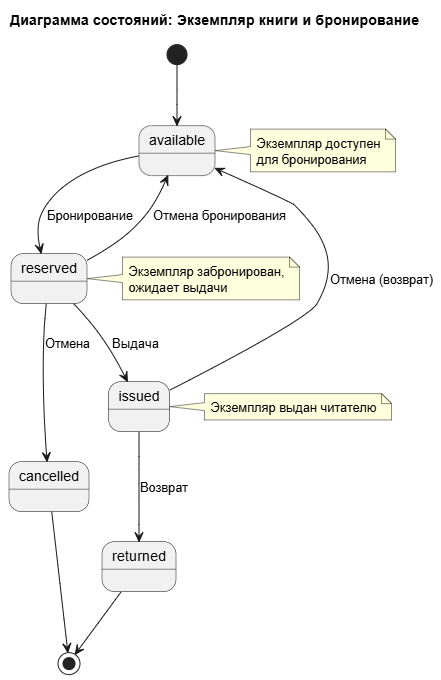 Диаграмма состояний: Экземпляр книги и бронирование
available
Экземпляр доступен
для бронирования
Бронирование
Отмена бронирования
reserved
Экземпляр забронирован,
ожидает выдачи
Отмена (возврат)
Отмена
Выдача
issued
Экземпляр выдан читателю
cancelled
Возврат
returned